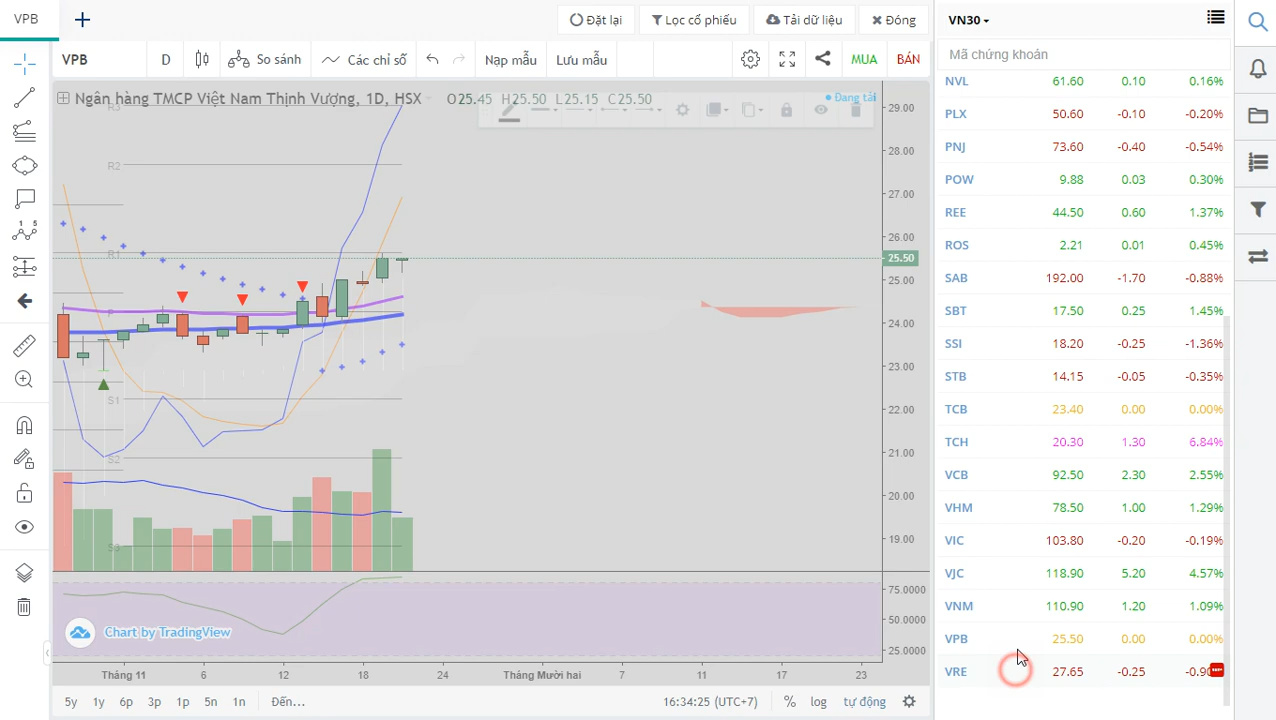 VPB
Đặt lại
Lọc cổ phiếu
Tải dữ liệu
Đóng
VPB
D
So sánh
Các chỉ số
Nạp mẫu
Lưu mẫu
MUA
BÁN
Ngân hàng TMCP Việt Nam Thịnh Vượng, 1D, HSX O25.45 H25.50 L25.15 C25.50
Đang tải
R3
R2
R1
P
S1
S2
S3
29.00
28.00
27.00
26.00
25.50
25.00
24.00
23.00
22.00
21.00
20.00
19.00
75.0000
50.0000
25.0000
Chart by TradingView
Tháng 11 6 12 18 24 Tháng Mười hai 7 11 17 23
5y 1y 6p 3p 1p 5n 1n Đến... 16:34:25 (UTC+7) % log tự động
VN30
Mã chứng khoán
NVL 61.60 0.10 0.16%
PLX 50.60 -0.10 -0.20%
PNJ 73.60 -0.40 -0.54%
POW 9.88 0.03 0.30%
REE 44.50 0.60 1.37%
ROS 2.21 0.01 0.45%
SAB 192.00 -1.70 -0.88%
SBT 17.50 0.25 1.45%
SSI 18.20 -0.25 -1.36%
STB 14.15 -0.05 -0.35%
TCB 23.40 0.00 0.00%
TCH 20.30 1.30 6.84%
VCB 92.50 2.30 2.55%
VHM 78.50 1.00 1.29%
VIC 103.80 -0.20 -0.19%
VJC 118.90 5.20 4.57%
VNM 110.90 1.20 1.09%
VPB 25.50 0.00 0.00%
VRE 27.65 -0.25